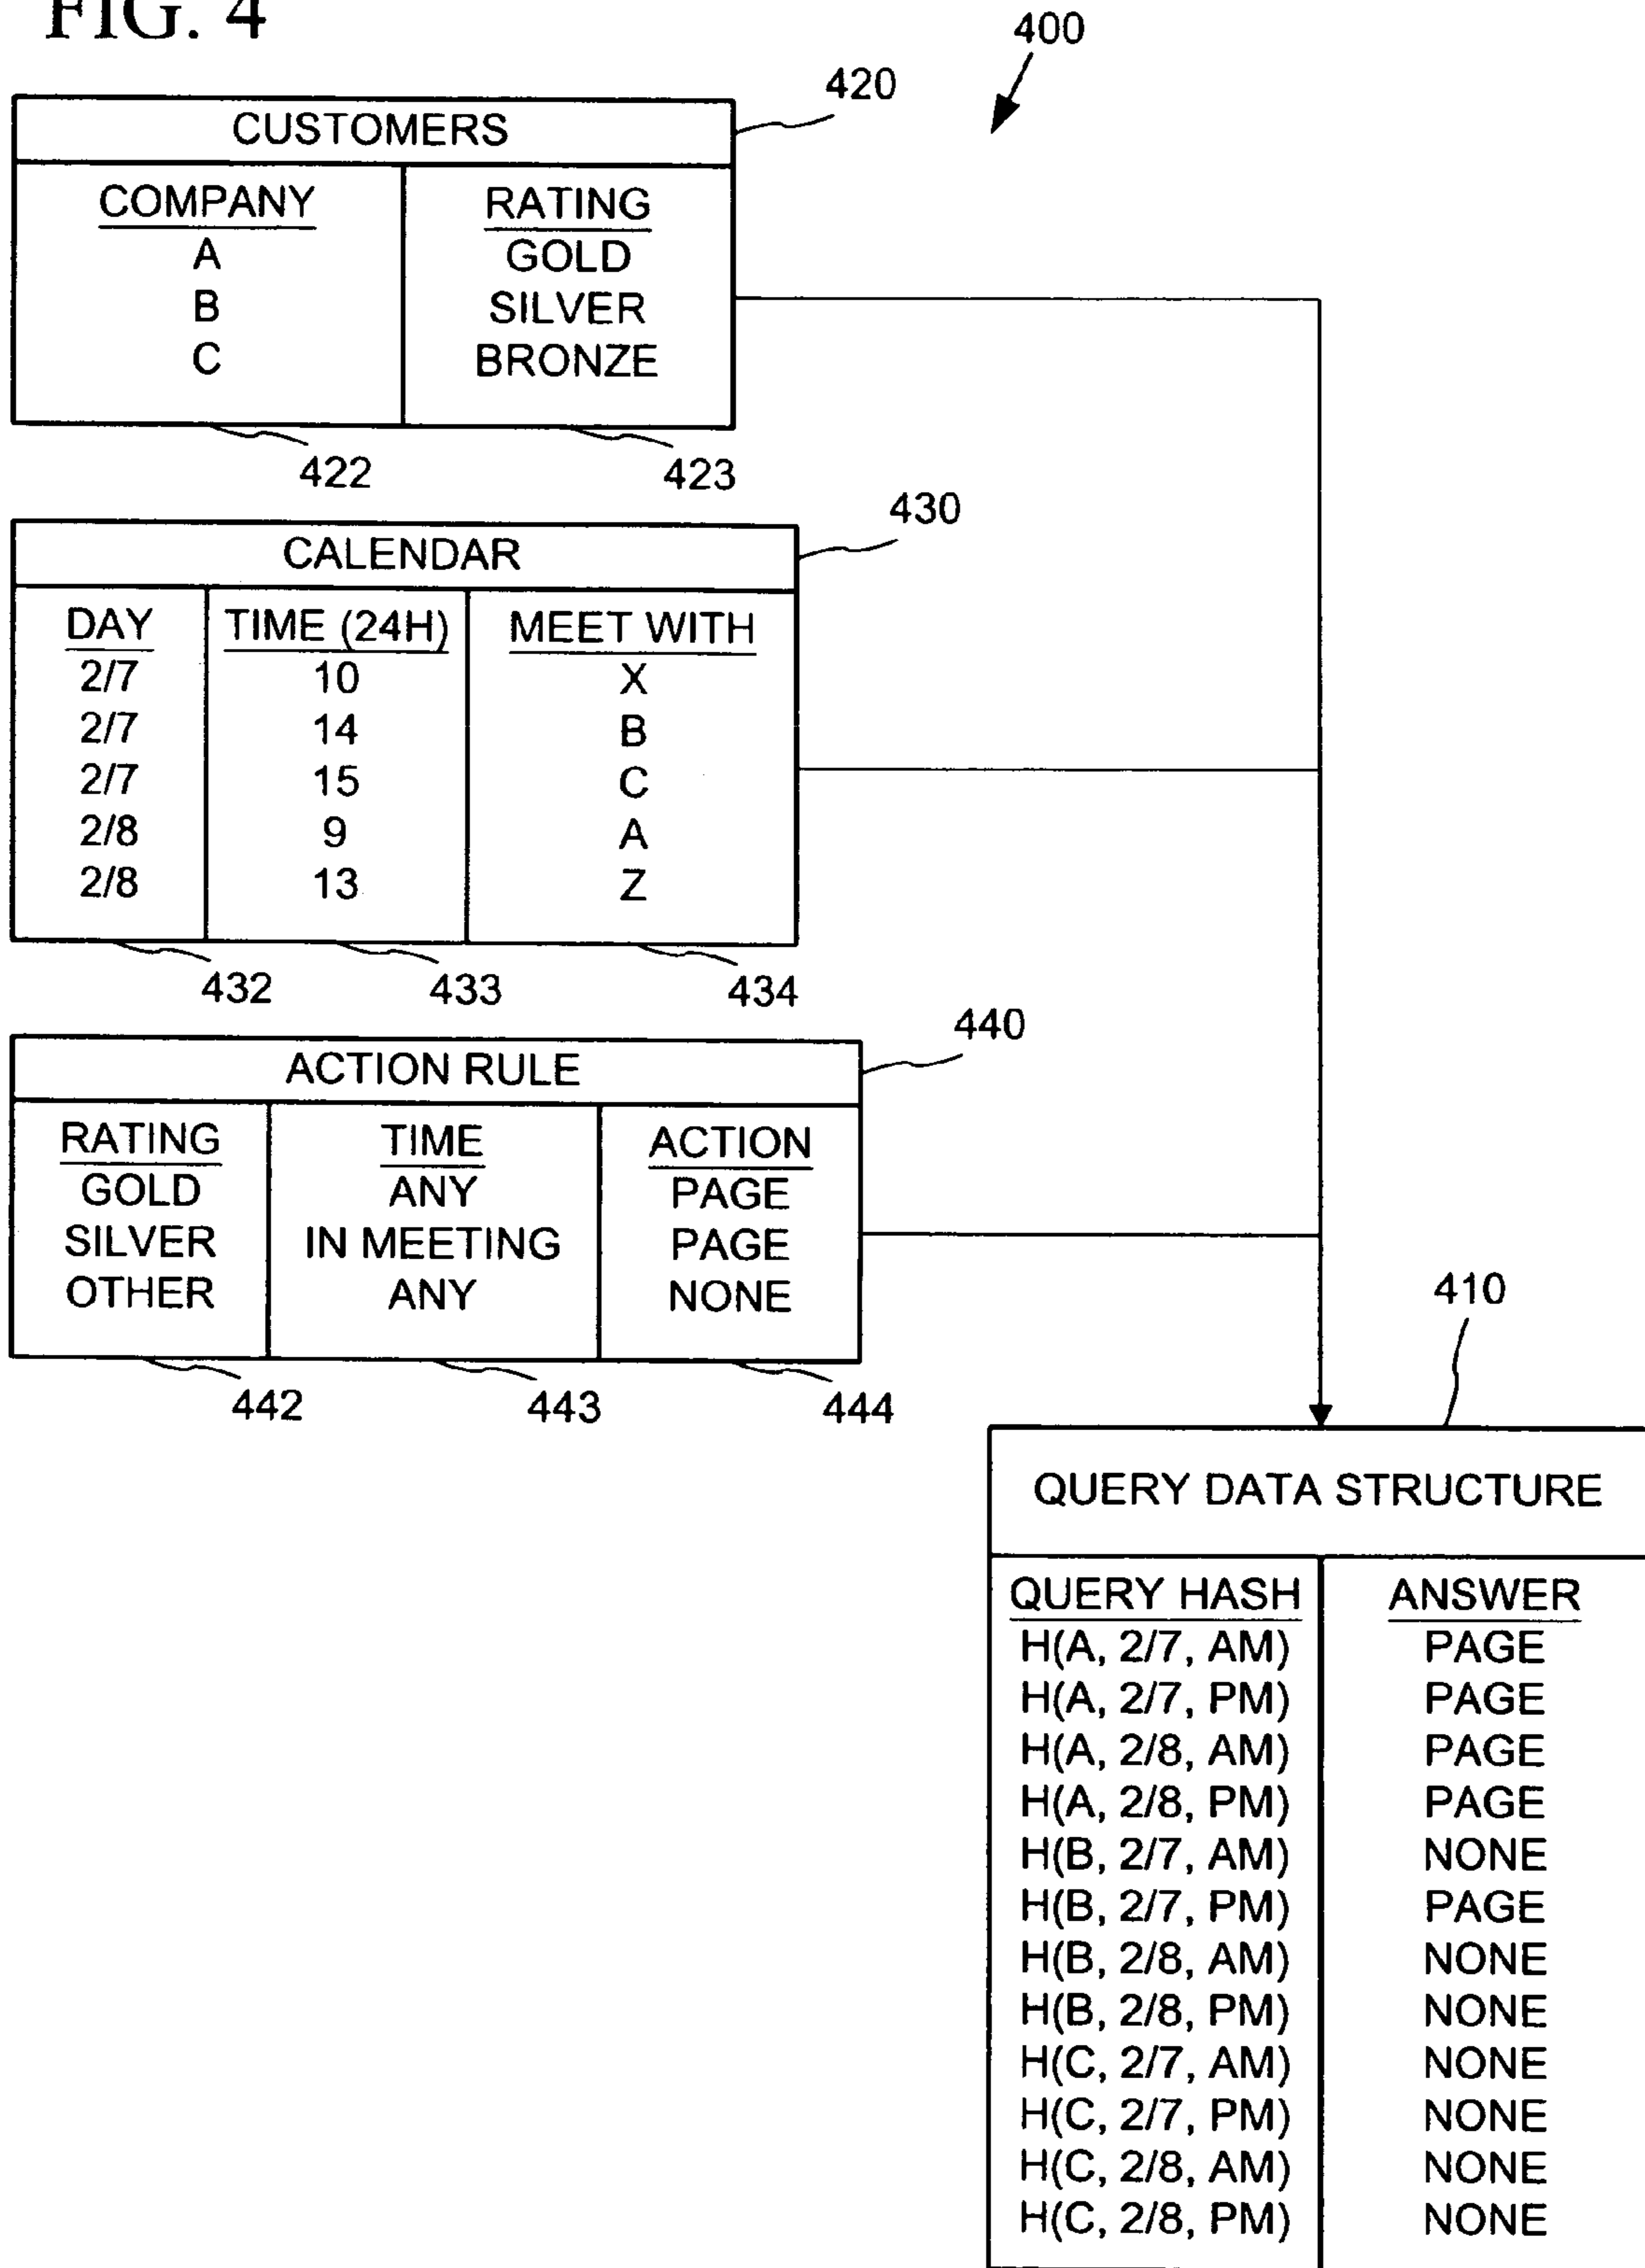 FIG. 4
400
420
CUSTOMERS
COMPANY RATING
A GOLD
B SILVER
C BRONZE
422 423
430
CALENDAR
DAY TIME (24H) MEET WITH
2/7 10 X
2/7 14 B
2/7 15 C
2/8 9 A
2/8 13 Z
432 433 434
440
ACTION RULE
RATING TIME ACTION
GOLD ANY PAGE
SILVER IN MEETING PAGE
OTHER ANY NONE
442 443 444
410
QUERY DATA STRUCTURE
QUERY HASH ANSWER
H(A, 2/7, AM) PAGE
H(A, 2/7, PM) PAGE
H(A, 2/8, AM) PAGE
H(A, 2/8, PM) PAGE
H(B, 2/7, AM) NONE
H(B, 2/7, PM) PAGE
H(B, 2/8, AM) NONE
H(B, 2/8, PM) NONE
H(C, 2/7, AM) NONE
H(C, 2/7, PM) NONE
H(C, 2/8, AM) NONE
H(C, 2/8, PM) NONE